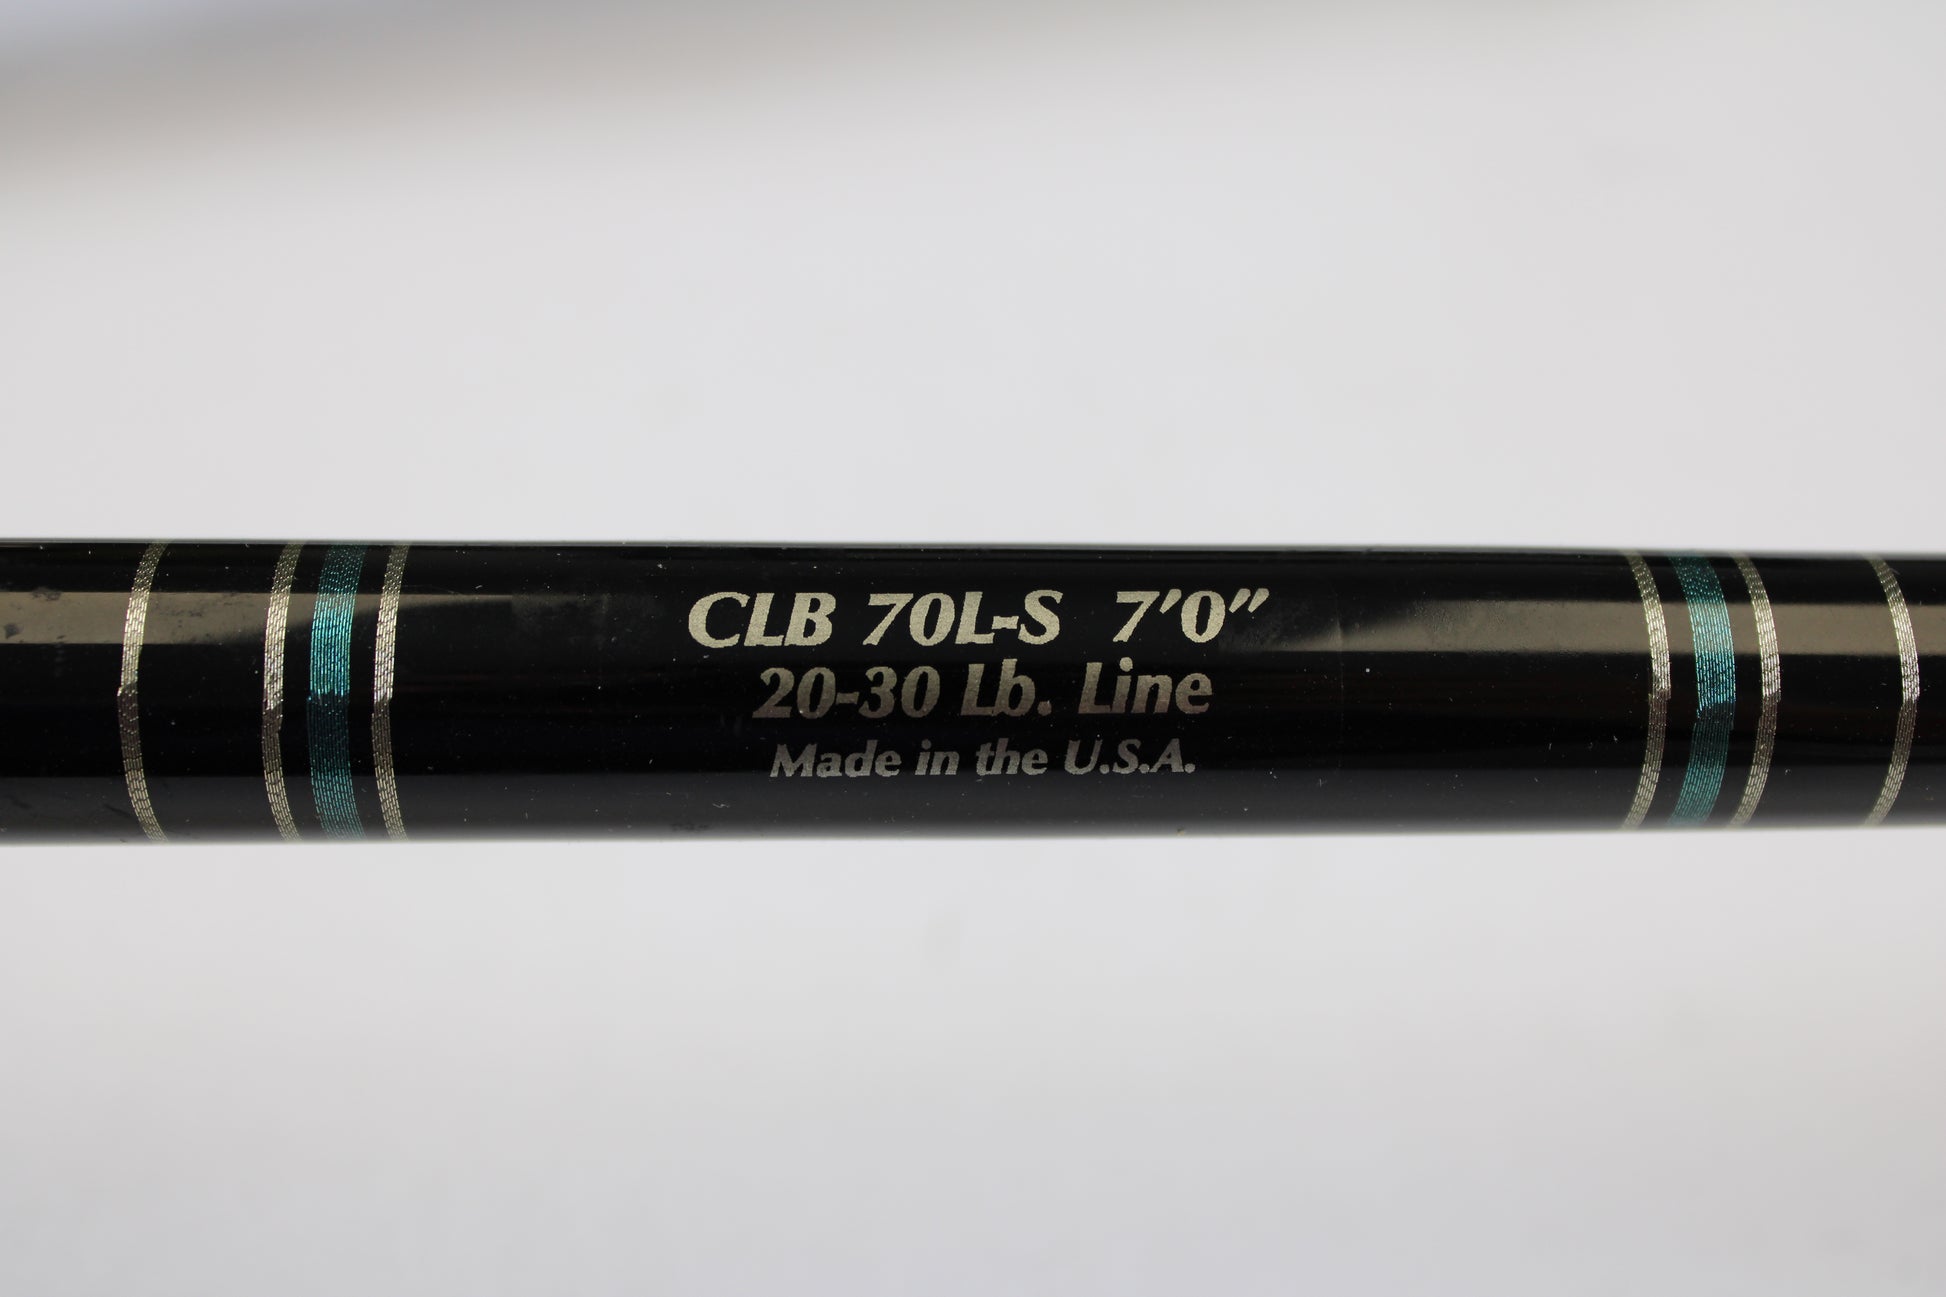 CLB 70L-S 7'0"
20-30 Lb. Line
Made in the U.S.A.